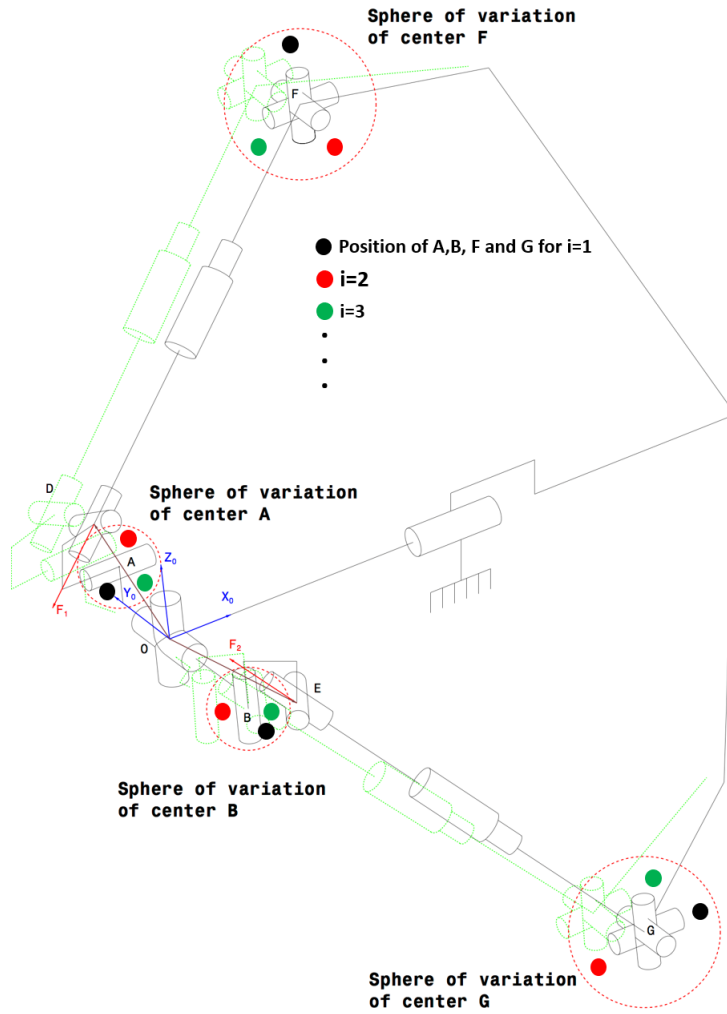 Sphere of variation
of center F
F
Position of A,B, F and G for i=1
i=2
i=3
D
Sphere of variation
of center A
A
Z₀
Y₀
X₀
F₁
O
F₂
E
B
Sphere of variation
of center B
G
Sphere of variation
of center G